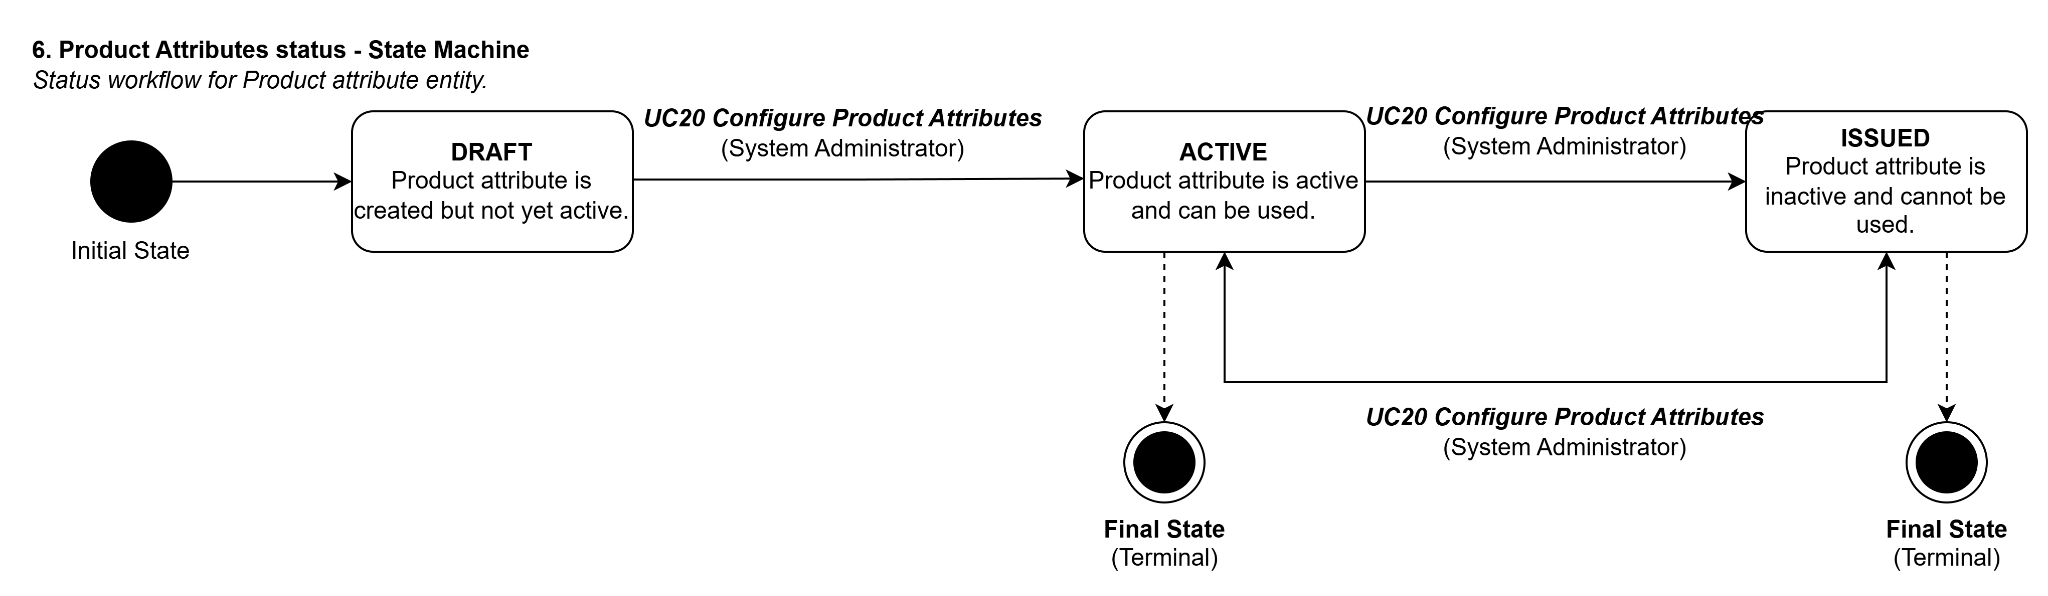 6. Product Attributes status - State Machine
Status workflow for Product attribute entity.
Initial State
DRAFT
Product attribute is
created but not yet active.
UC20 Configure Product Attributes
(System Administrator)
ACTIVE
Product attribute is active
and can be used.
UC20 Configure Product Attributes
(System Administrator)
ISSUED
Product attribute is
inactive and cannot be
used.
UC20 Configure Product Attributes
(System Administrator)
Final State
(Terminal)
Final State
(Terminal)